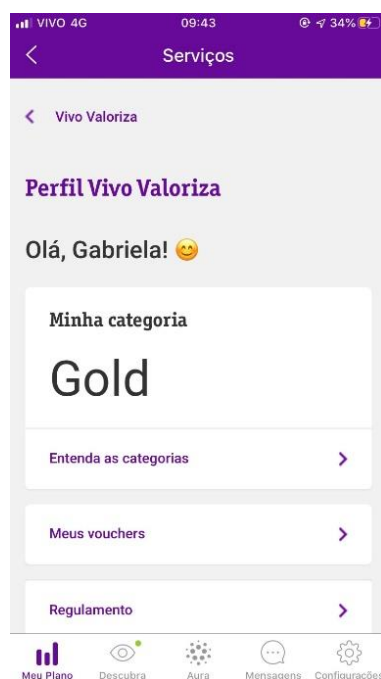 VIVO 4G 09:43 34%
Serviços
Vivo Valoriza
Perfil Vivo Valoriza
Olá, Gabriela! 😊
Minha categoria
Gold
Entenda as categorias
Meus vouchers
Regulamento
Meu Plano Descubra Aura Mensagens Configurações